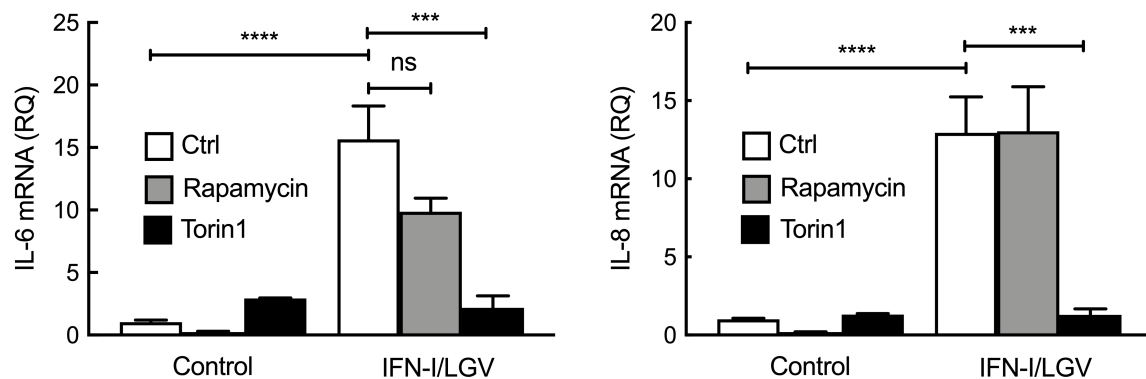 IL-6 mRNA (RQ)
25
20
15
10
5
0
****
***
ns
Ctrl
Rapamycin
Torin1
Control
IFN-I/LGV
IL-8 mRNA (RQ)
20
15
10
5
0
****
***
Ctrl
Rapamycin
Torin1
Control
IFN-I/LGV